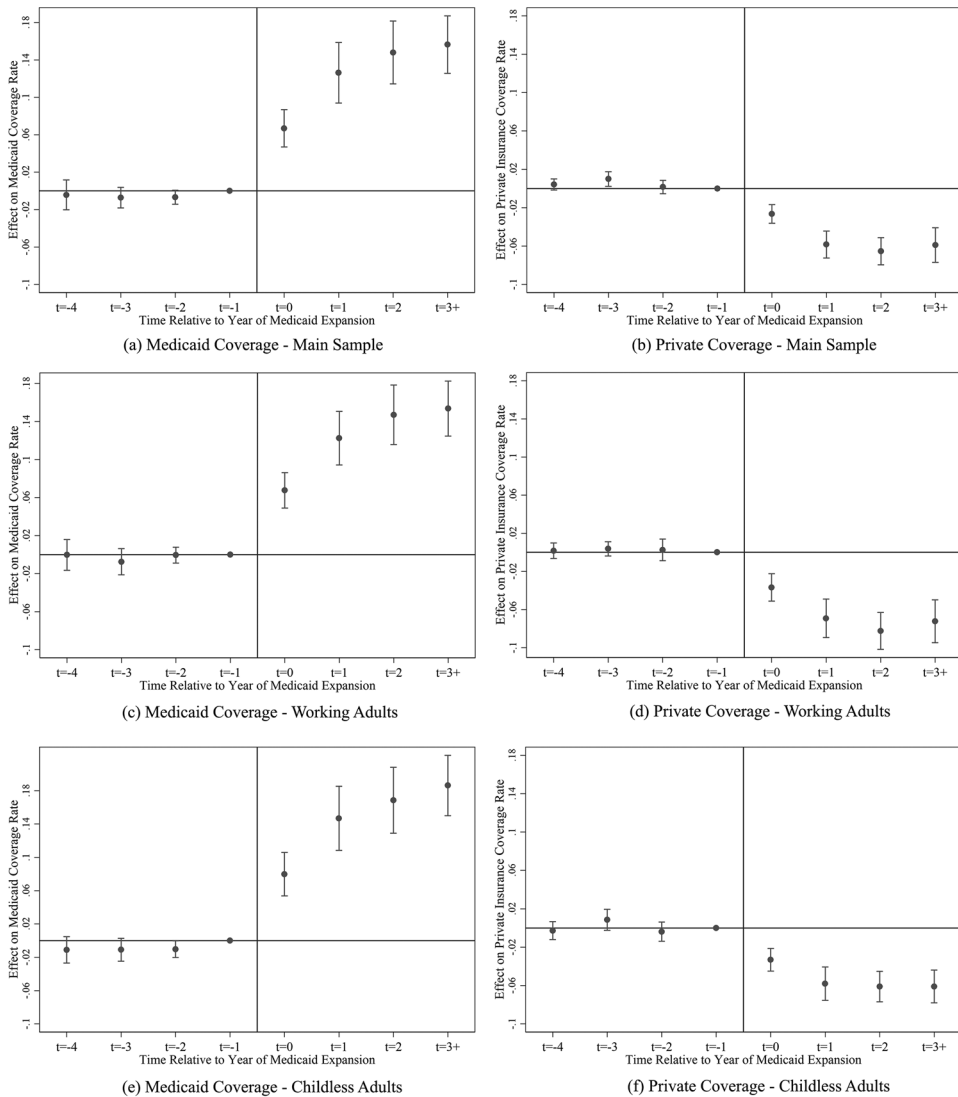 Effect on Medicaid Coverage Rate
.18
.14
.1
.06
.02
-.02
-.06
-.1
t=-4 t=-3 t=-2 t=-1 t=0 t=1 t=2 t=3+
Time Relative to Year of Medicaid Expansion
(a) Medicaid Coverage - Main Sample
Effect on Private Insurance Coverage Rate
.18
.14
.1
.06
.02
-.02
-.06
-.1
t=-4 t=-3 t=-2 t=-1 t=0 t=1 t=2 t=3+
Time Relative to Year of Medicaid Expansion
(b) Private Coverage - Main Sample
Effect on Medicaid Coverage Rate
.18
.14
.1
.06
.02
-.02
-.06
-.1
t=-4 t=-3 t=-2 t=-1 t=0 t=1 t=2 t=3+
Time Relative to Year of Medicaid Expansion
(c) Medicaid Coverage - Working Adults
Effect on Private Insurance Coverage Rate
.18
.14
.1
.06
.02
-.02
-.06
-.1
t=-4 t=-3 t=-2 t=-1 t=0 t=1 t=2 t=3+
Time Relative to Year of Medicaid Expansion
(d) Private Coverage - Working Adults
Effect on Medicaid Coverage Rate
.18
.14
.1
.06
.02
-.02
-.06
-.1
t=-4 t=-3 t=-2 t=-1 t=0 t=1 t=2 t=3+
Time Relative to Year of Medicaid Expansion
(e) Medicaid Coverage - Childless Adults
Effect on Private Insurance Coverage Rate
.18
.14
.1
.06
.02
-.02
-.06
-.1
t=-4 t=-3 t=-2 t=-1 t=0 t=1 t=2 t=3+
Time Relative to Year of Medicaid Expansion
(f) Private Coverage - Childless Adults